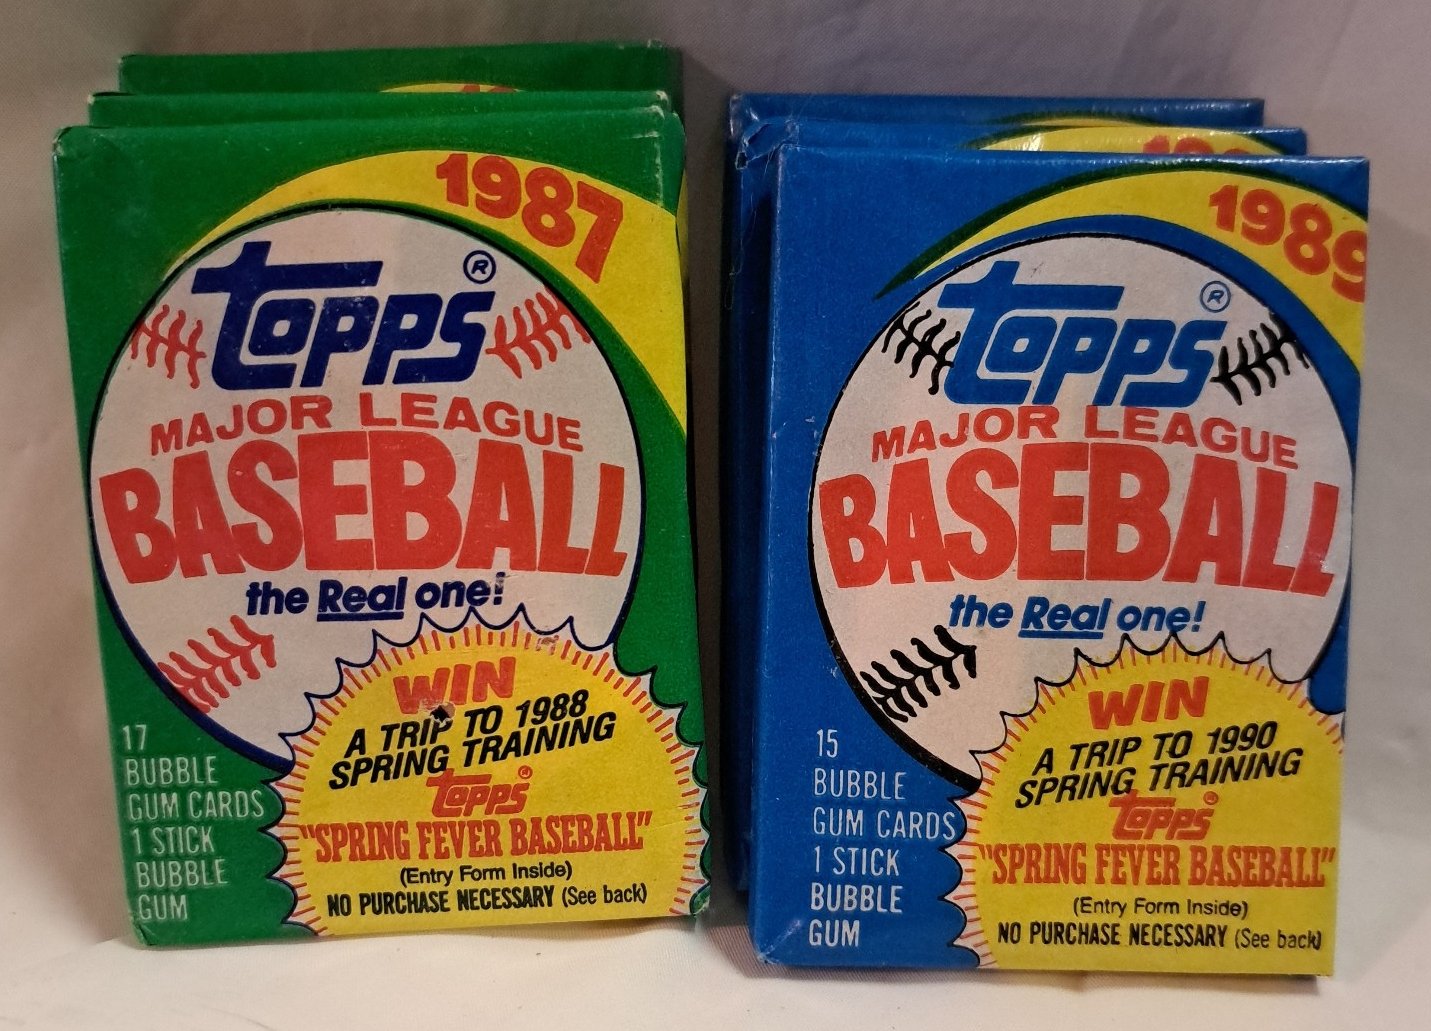 1987
Topps®
MAJOR LEAGUE
BASEBALL
the Real one!
WIN
A TRIP TO 1988
SPRING TRAINING
Topps®
"SPRING FEVER BASEBALL"
(Entry Form Inside)
NO PURCHASE NECESSARY (See back)
17
BUBBLE
GUM CARDS
1 STICK
BUBBLE
GUM
1989
Topps®
MAJOR LEAGUE
BASEBALL
the Real one!
WIN
A TRIP TO 1990
SPRING TRAINING
Topps®
"SPRING FEVER BASEBALL"
(Entry Form Inside)
NO PURCHASE NECESSARY (See back)
15
BUBBLE
GUM CARDS
1 STICK
BUBBLE
GUM